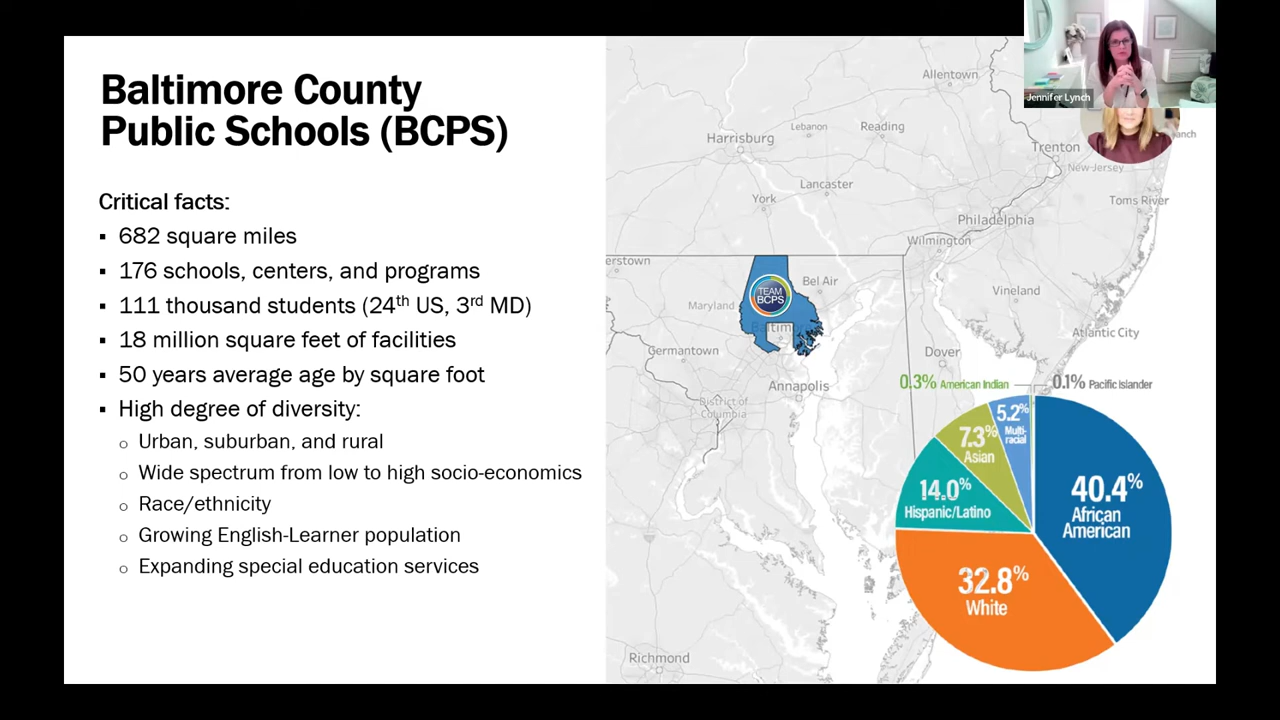 Baltimore County
Public Schools (BCPS)
Critical facts:
▪ 682 square miles
▪ 176 schools, centers, and programs
▪ 111 thousand students (24th US, 3rd MD)
▪ 18 million square feet of facilities
▪ 50 years average age by square foot
▪ High degree of diversity:
o Urban, suburban, and rural
o Wide spectrum from low to high socio-economics
o Race/ethnicity
o Growing English-Learner population
o Expanding special education services
Jennifer Lynch
Allentown
Harrisburg
Lebanon
Reading
Trenton
New Jersey
Lancaster
York
Toms River
Philadelphia
Wilmington
Bel Air
TEAM
BCPS
Maryland
Vineland
Atlantic City
Germantown
Dover
Annapolis
District of
Columbia
Richmond
0.3% American Indian
0.1% Pacific Islander
5.2%
Multi-
racial
7.3%
Asian
14.0%
Hispanic/Latino
40.4%
African
American
32.8%
White